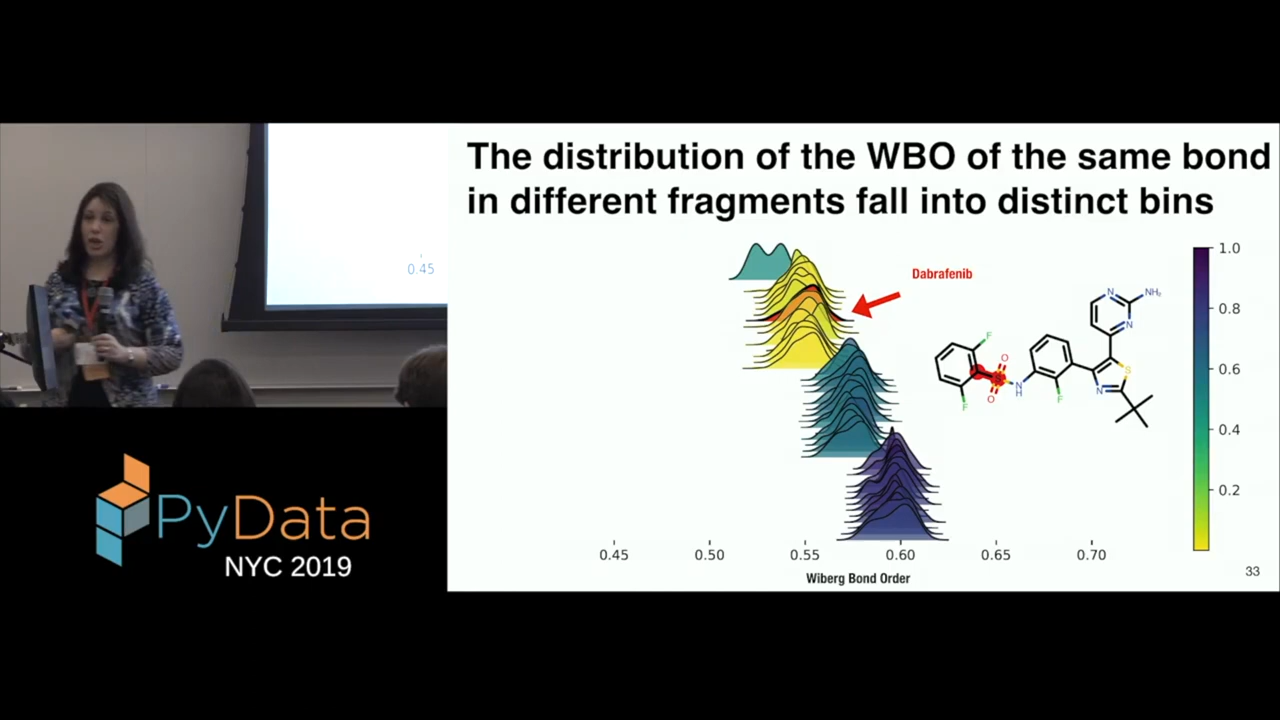 The distribution of the WBO of the same bond
in different fragments fall into distinct bins
0.45
Dabrafenib
N
NH₂
N
F
O
S
S
O
N
H
F
N
F
1.0
0.8
0.6
0.4
0.2
0.45
0.50
0.55
0.60
0.65
0.70
Wiberg Bond Order
33
PyData
NYC 2019